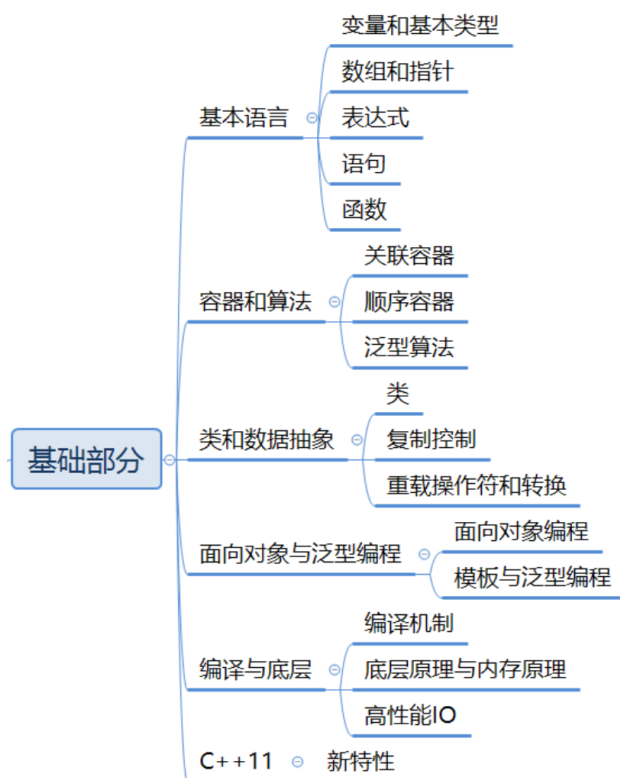 基础部分
基本语言
变量和基本类型
数组和指针
表达式
语句
函数
容器和算法
关联容器
顺序容器
泛型算法
类和数据抽象
类
复制控制
重载操作符和转换
面向对象与泛型编程
面向对象编程
模板与泛型编程
编译与底层
编译机制
底层原理与内存原理
高性能IO
C++11
新特性